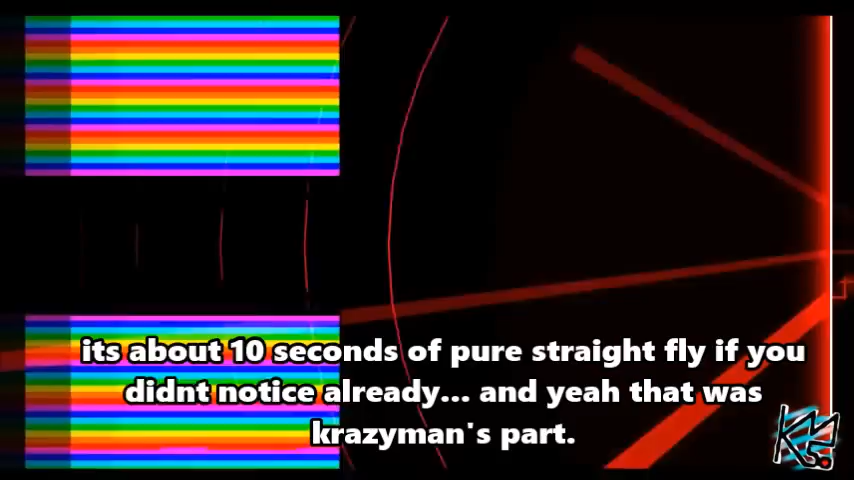 its about 10 seconds of pure straight fly if you
didnt notice already... and yeah that was
krazyman's part.